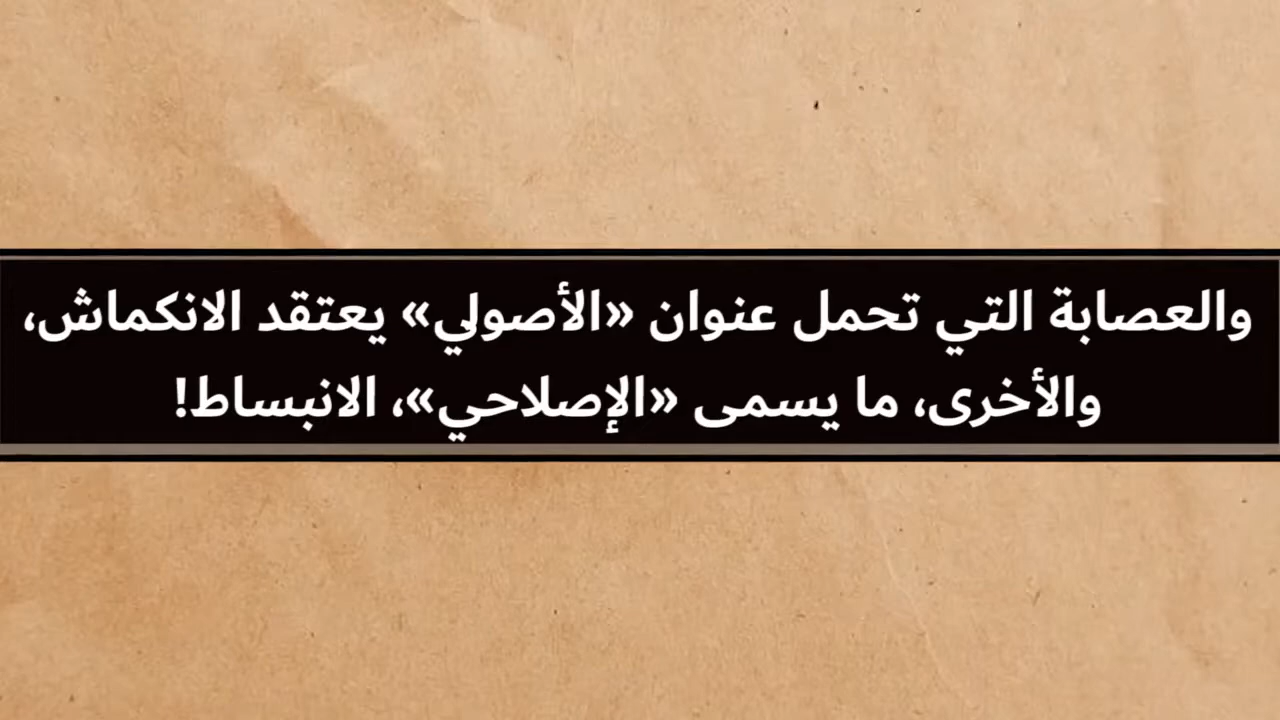 والعصابة التي تحمل عنوان «الأصولي» يعتقد الانكماش،
والأخرى، ما يسمى «الإصلاحي»، الانبساط!